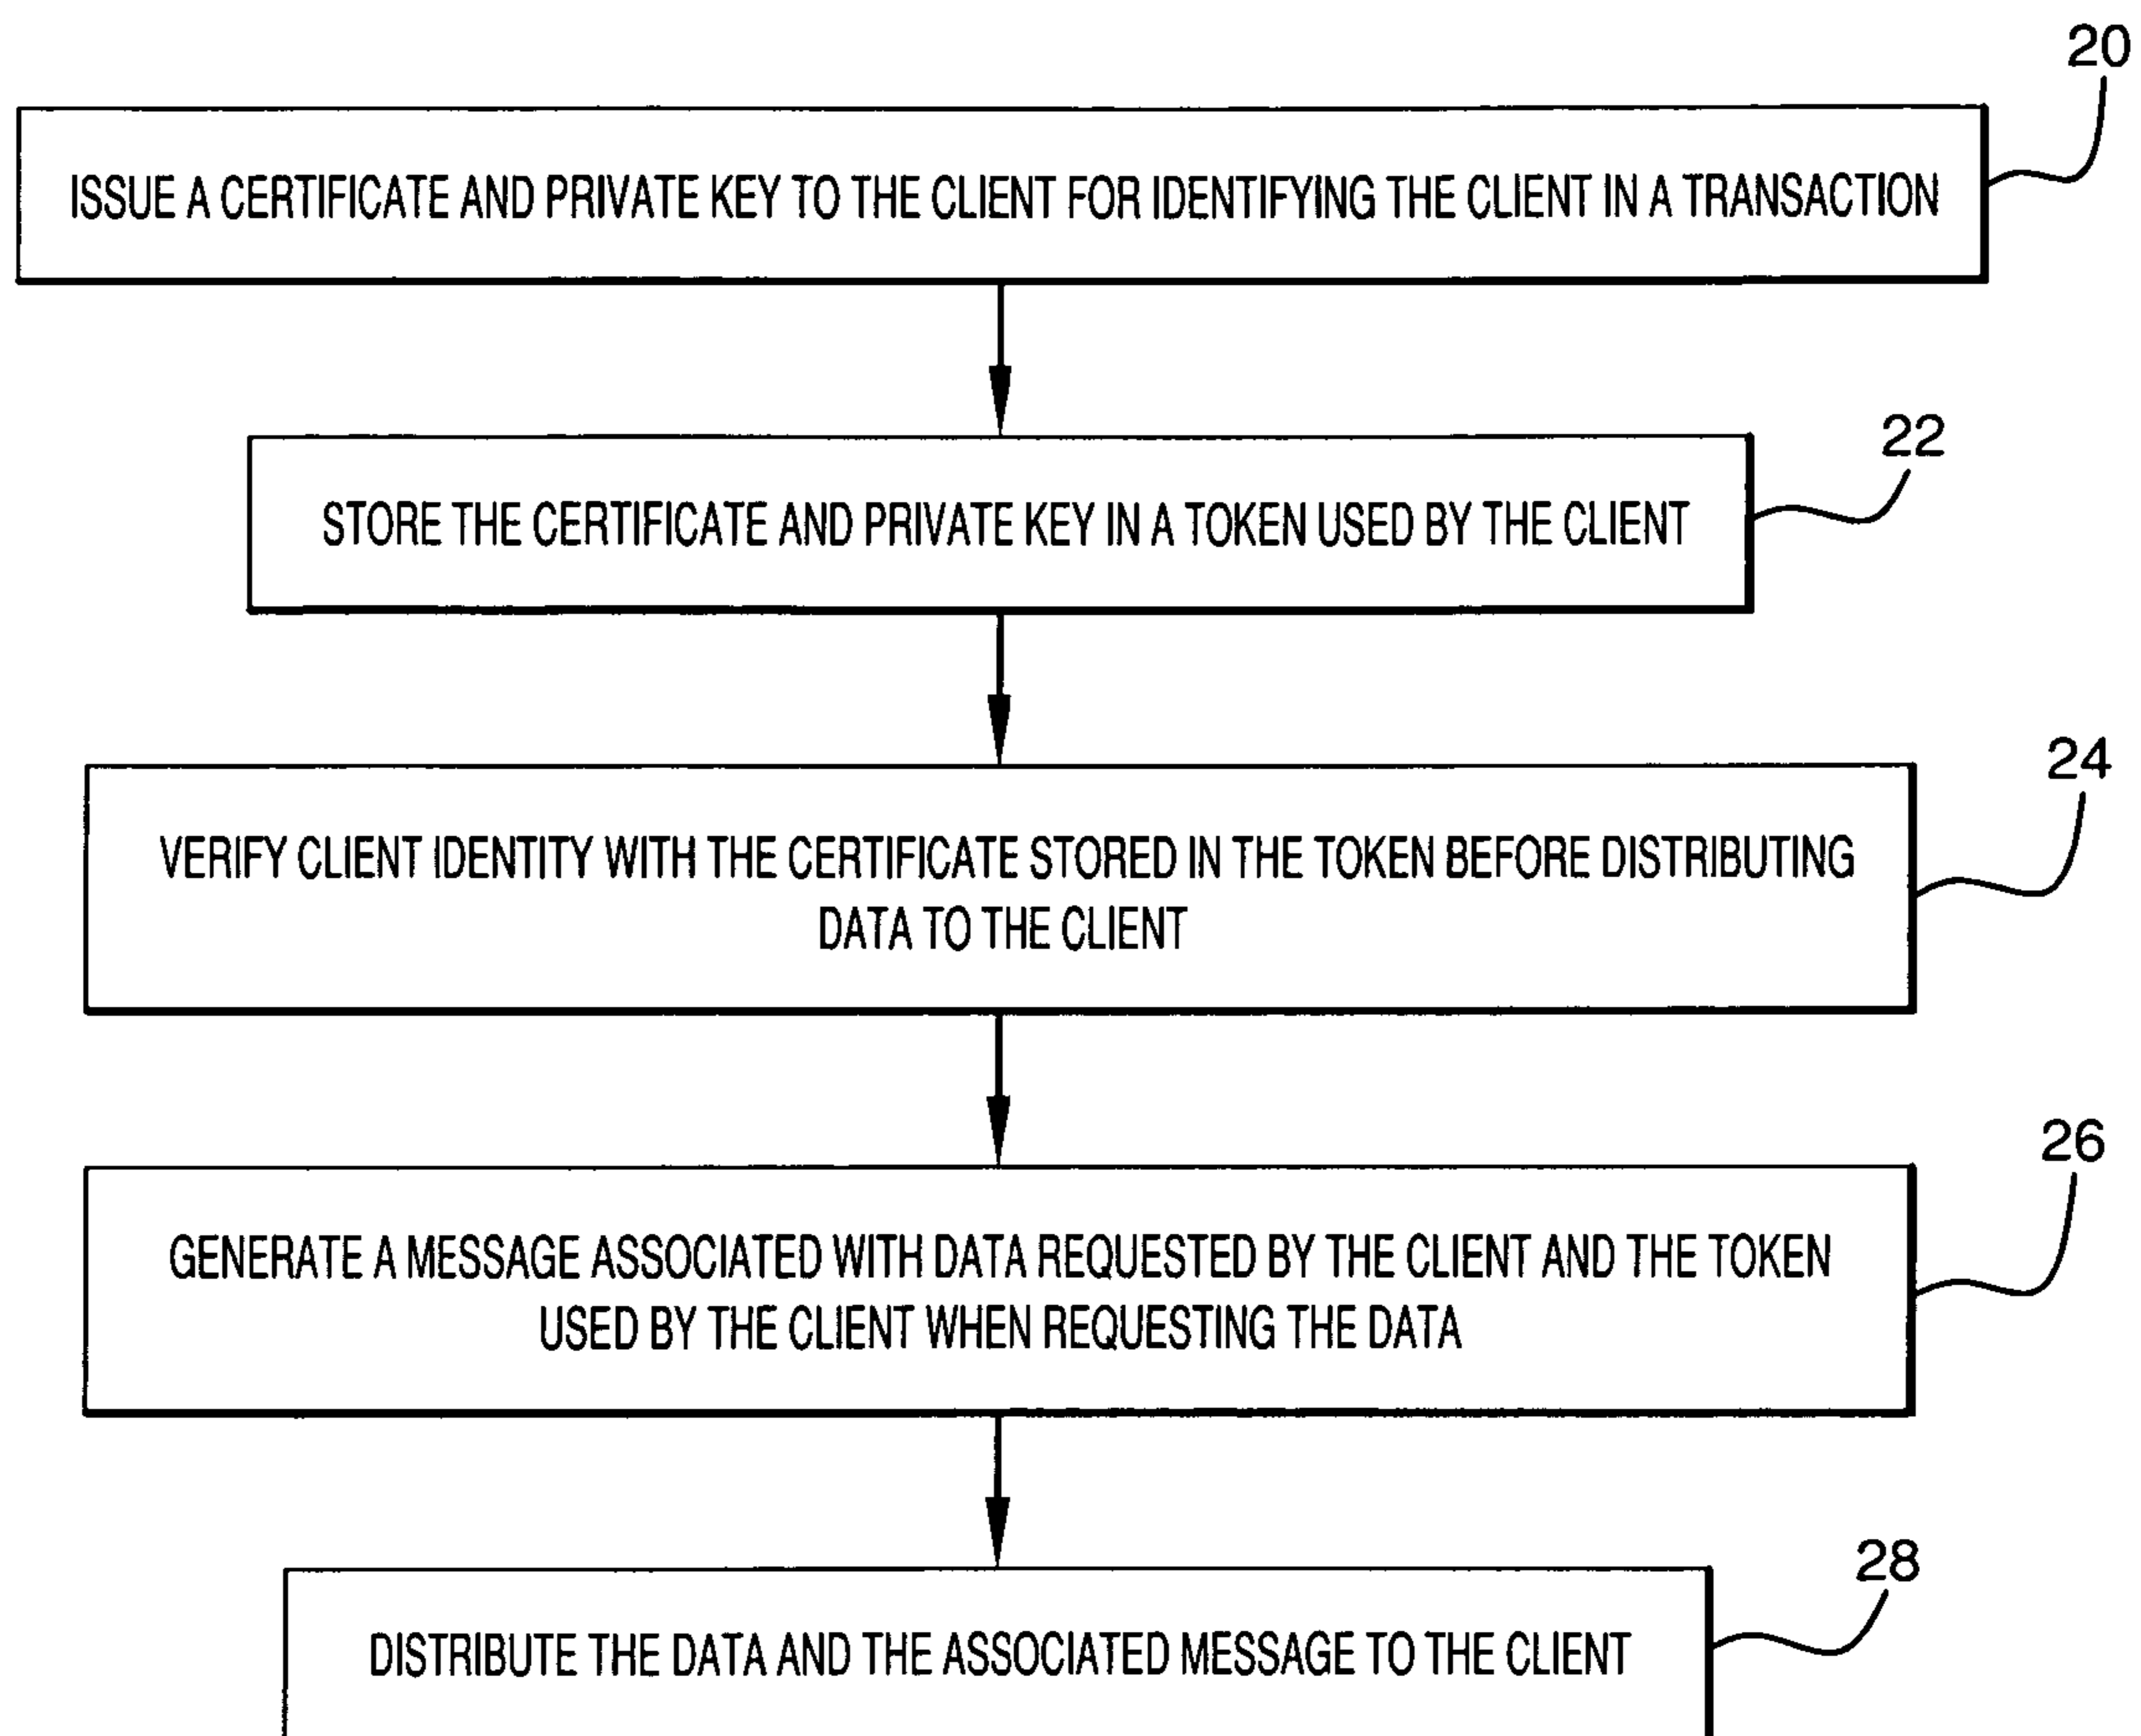 20
ISSUE A CERTIFICATE AND PRIVATE KEY TO THE CLIENT FOR IDENTIFYING THE CLIENT IN A TRANSACTION
22
STORE THE CERTIFICATE AND PRIVATE KEY IN A TOKEN USED BY THE CLIENT
24
VERIFY CLIENT IDENTITY WITH THE CERTIFICATE STORED IN THE TOKEN BEFORE DISTRIBUTING
DATA TO THE CLIENT
26
GENERATE A MESSAGE ASSOCIATED WITH DATA REQUESTED BY THE CLIENT AND THE TOKEN
USED BY THE CLIENT WHEN REQUESTING THE DATA
28
DISTRIBUTE THE DATA AND THE ASSOCIATED MESSAGE TO THE CLIENT